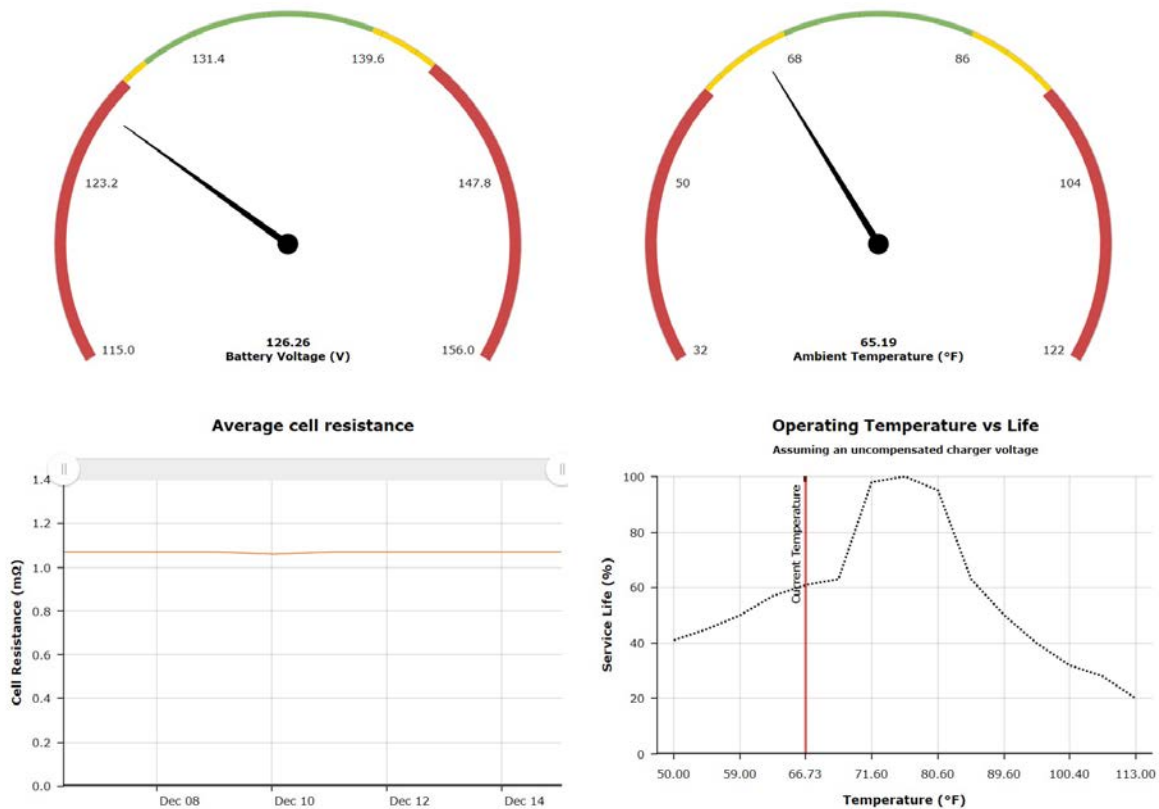 131.4
139.6
123.2
147.8
115.0
156.0
126.26
Battery Voltage (V)
68
86
50
104
32
122
65.19
Ambient Temperature (°F)
Average cell resistance
1.4
1.2
1.0
0.8
0.6
0.4
0.2
0.0
Cell Resistance (mΩ)
Dec 08
Dec 10
Dec 12
Dec 14
Operating Temperature vs Life
Assuming an uncompensated charger voltage
100
80
60
40
20
0
Service Life (%)
Current Temperature
50.00
59.00
66.73
71.60
80.60
89.60
100.40
113.00
Temperature (°F)